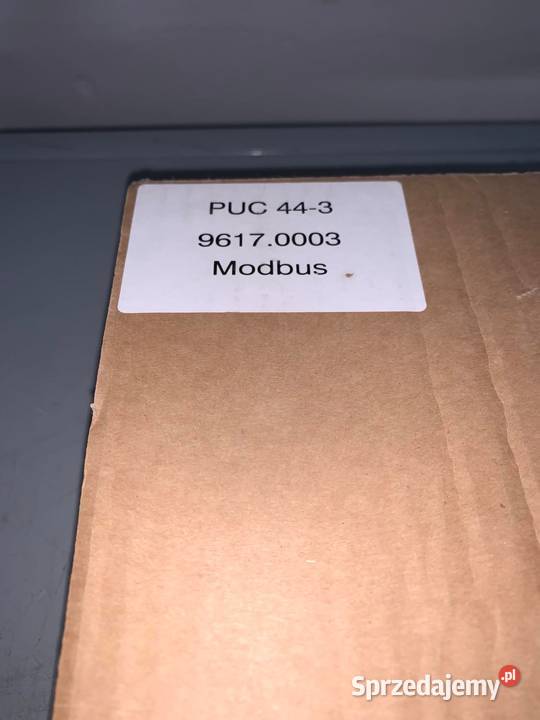 PUC 44-3
9617.0003
Modbus
Sprzedajemy.pl